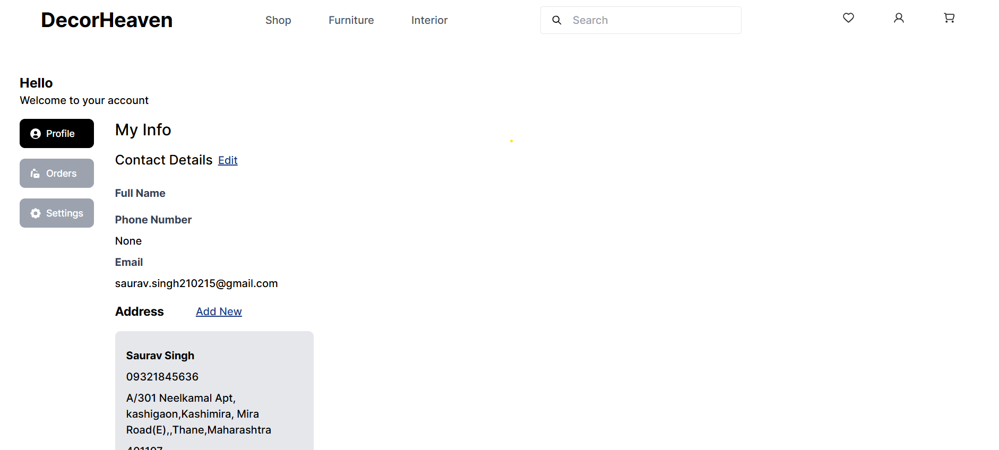 DecorHeaven
Shop
Furniture
Interior
Search
Hello
Welcome to your account
Profile
Orders
Settings
My Info
Contact Details Edit
Full Name
Phone Number
None
Email
saurav.singh210215@gmail.com
Address Add New
Saurav Singh
09321845636
A/301 Neelkamal Apt,
kashigaon,Kashimira, Mira
Road(E),,Thane,Maharashtra
401107